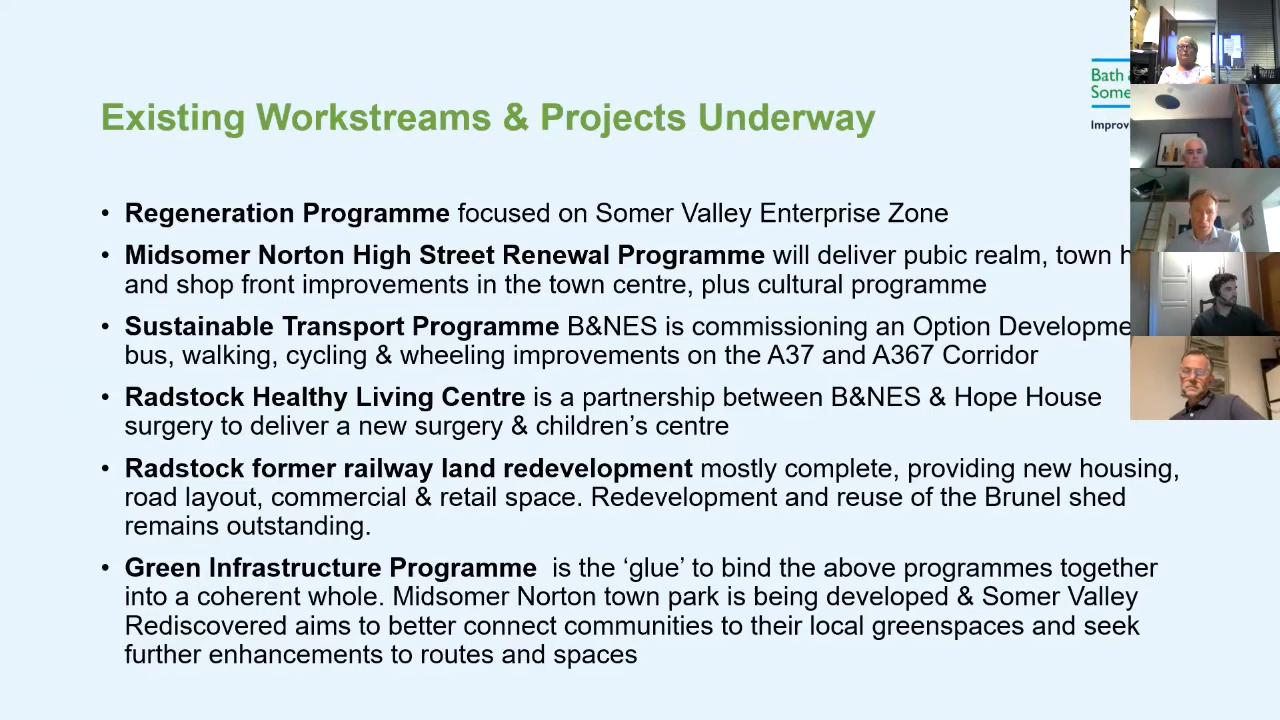 Existing Workstreams & Projects Underway
Bath
Some
Improv
• Regeneration Programme focused on Somer Valley Enterprise Zone
• Midsomer Norton High Street Renewal Programme will deliver pubic realm, town
and shop front improvements in the town centre, plus cultural programme
• Sustainable Transport Programme B&NES is commissioning an Option Developme
bus, walking, cycling & wheeling improvements on the A37 and A367 Corridor
• Radstock Healthy Living Centre is a partnership between B&NES & Hope House
surgery to deliver a new surgery & children’s centre
• Radstock former railway land redevelopment mostly complete, providing new housing,
road layout, commercial & retail space. Redevelopment and reuse of the Brunel shed
remains outstanding.
• Green Infrastructure Programme is the ‘glue’ to bind the above programmes together
into a coherent whole. Midsomer Norton town park is being developed & Somer Valley
Rediscovered aims to better connect communities to their local greenspaces and seek
further enhancements to routes and spaces